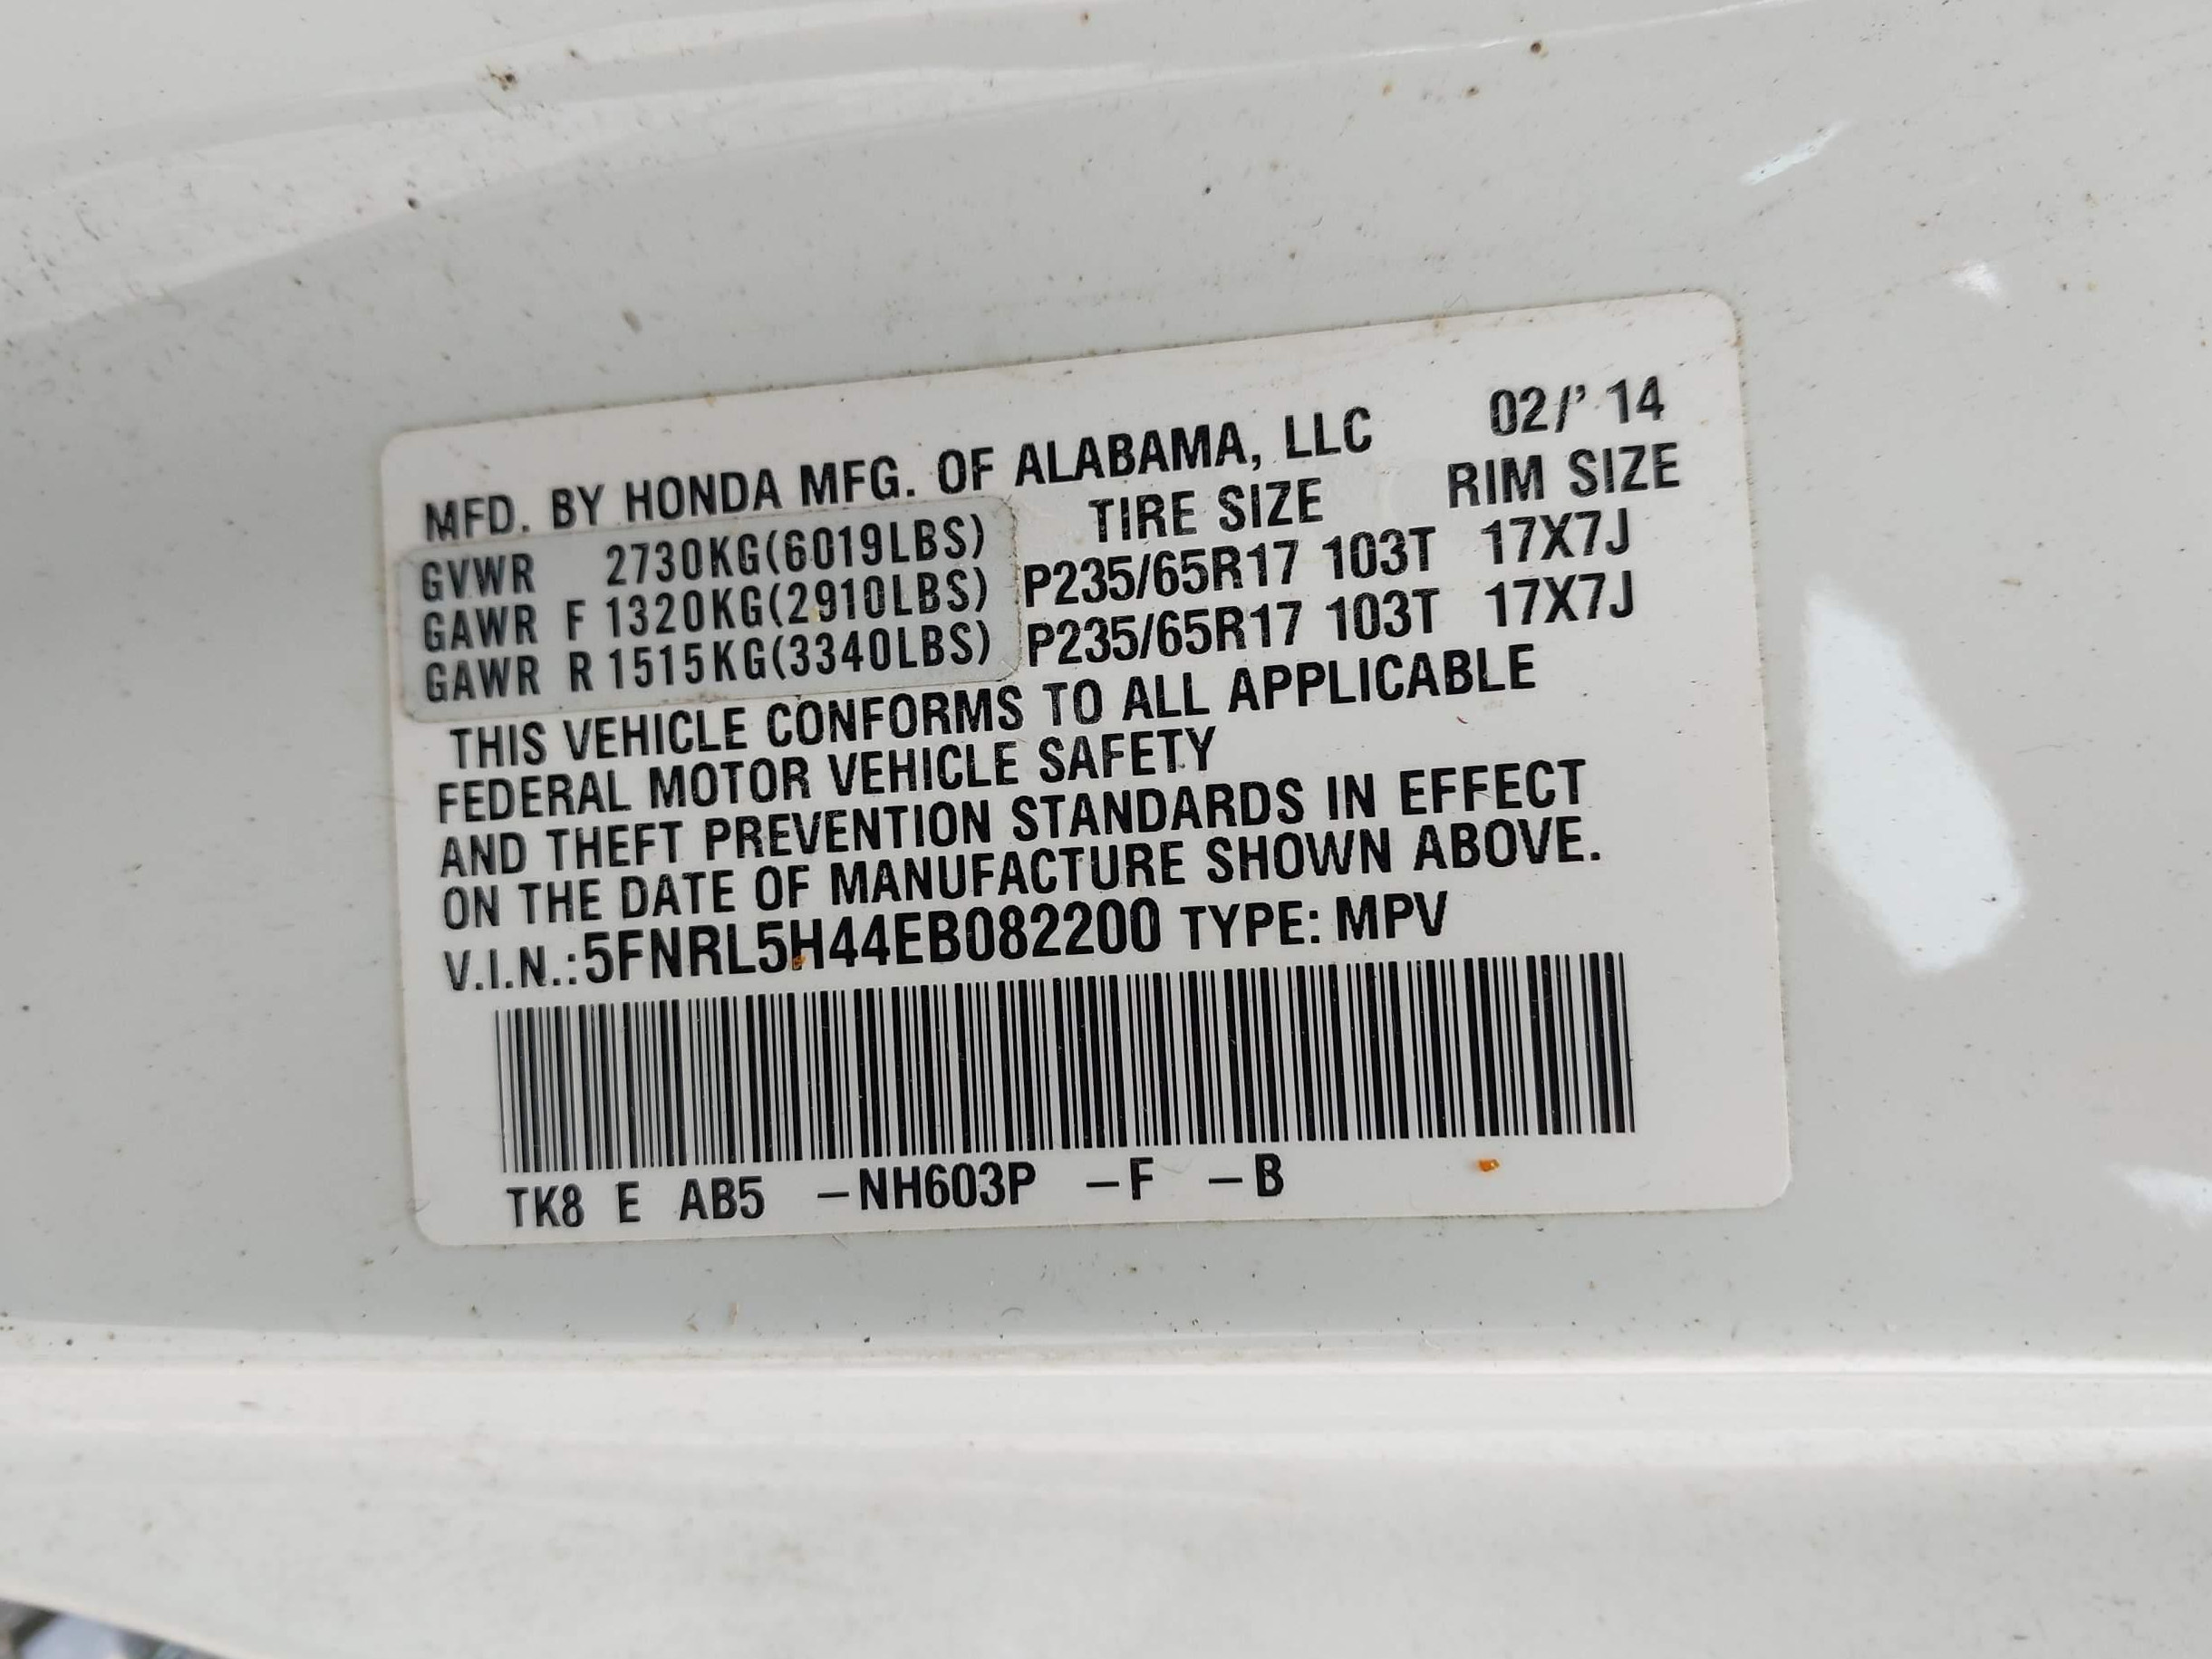 MFD. BY HONDA MFG. OF ALABAMA, LLC 02/' 14
TIRE SIZE RIM SIZE
GVWR 2730KG(6019LBS)
GAWR F 1320KG(2910LBS) P235/65R17 103T 17X7J
GAWR R 1515KG(3340LBS) P235/65R17 103T 17X7J
THIS VEHICLE CONFORMS TO ALL APPLICABLE
FEDERAL MOTOR VEHICLE SAFETY
AND THEFT PREVENTION STANDARDS IN EFFECT
ON THE DATE OF MANUFACTURE SHOWN ABOVE.
V.I.N.:5FNRL5H44EB082200 TYPE: MPV
TK8 E AB5 –NH603P –F –B